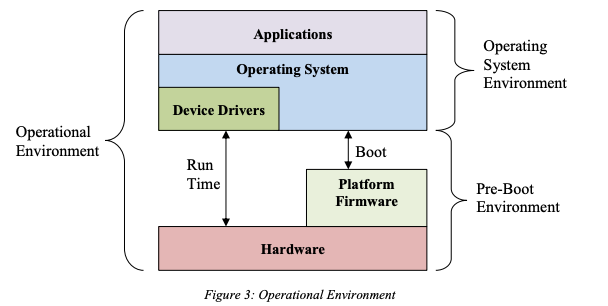 Applications
Operating System
Device Drivers
Operating
System
Environment
Operational
Environment
Run
Time
Boot
Platform
Firmware
Pre-Boot
Environment
Hardware
Figure 3: Operational Environment